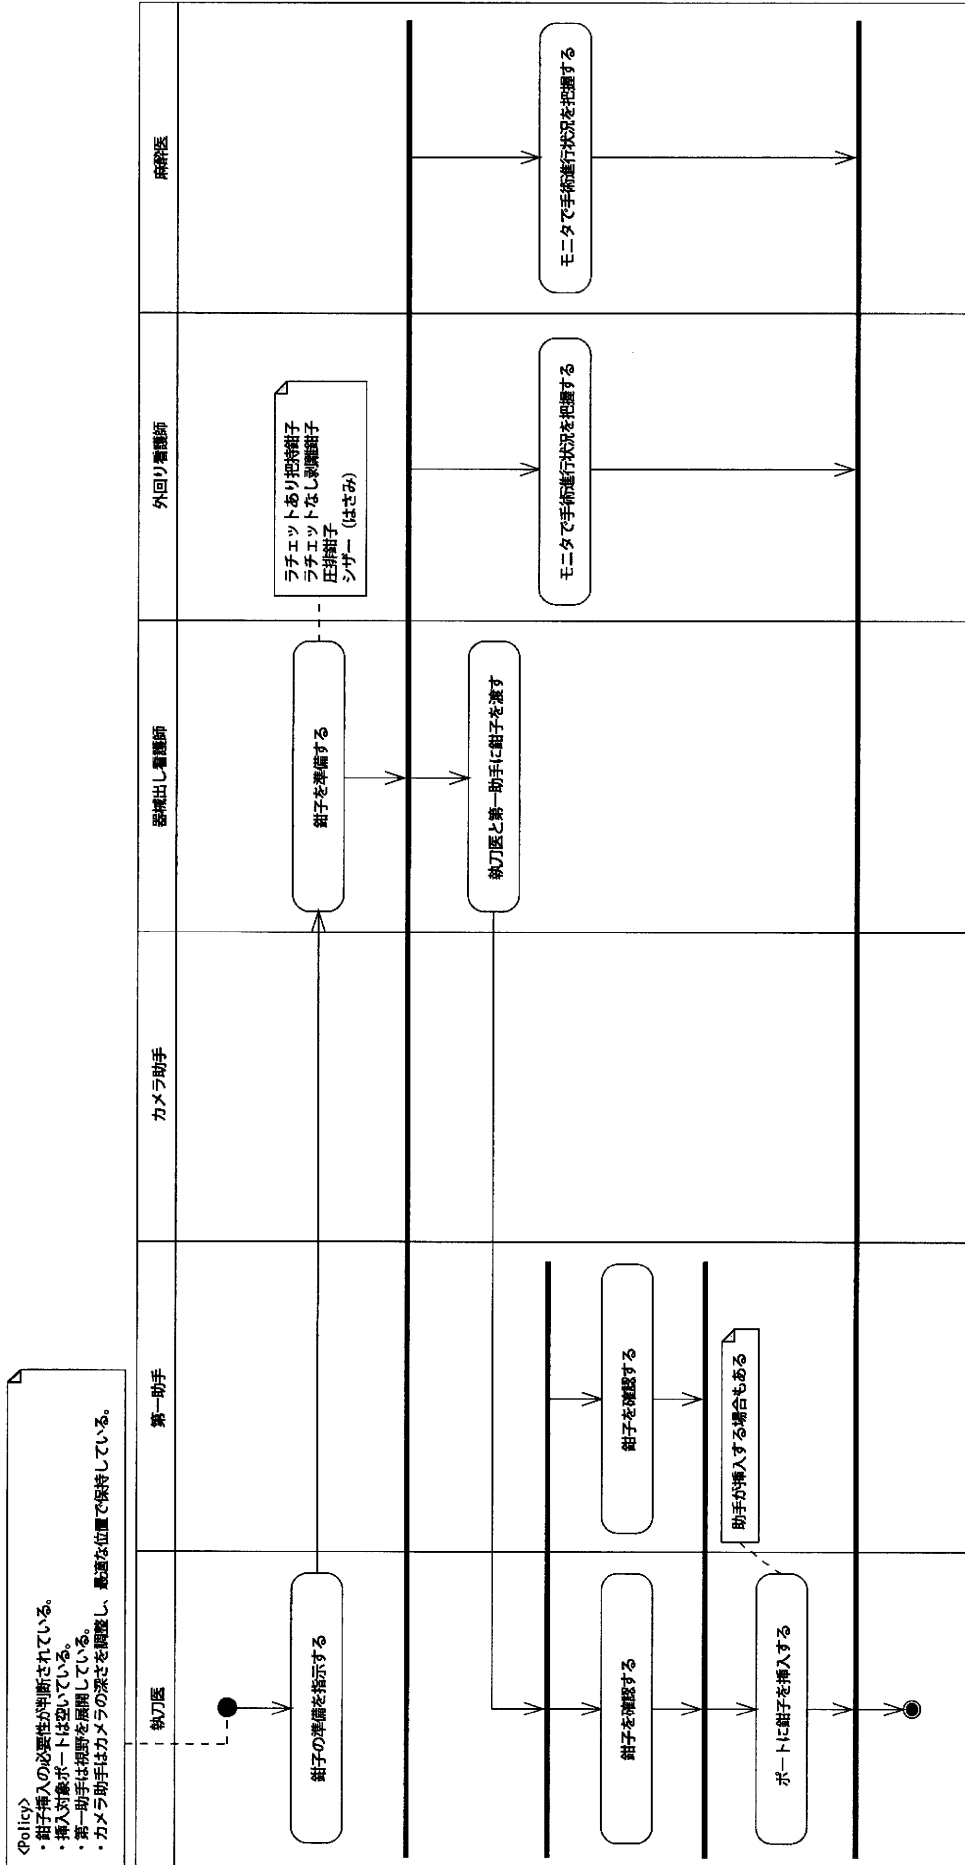 <Policy>
・鉗子挿入の必要性が判断されている。
・挿入対象ポートは空いている。
・第一助手は視野を展開している。
・カメラ助手はカメラの深さを調整し、最適な位置で保持している。
執刀医
第一助手
カメラ助手
器械出し看護師
外回り看護師
麻酔医
鉗子の準備を指示する
鉗子を準備する
ラチェットあり把持鉗子
ラチェットなし剥離鉗子
圧排鉗子
シザー（はさみ）
執刀医と第一助手に鉗子を渡す
モニタで手術進行状況を把握する
モニタで手術進行状況を把握する
鉗子を確認する
鉗子を確認する
助手が挿入する場合もある
ポートに鉗子を挿入する